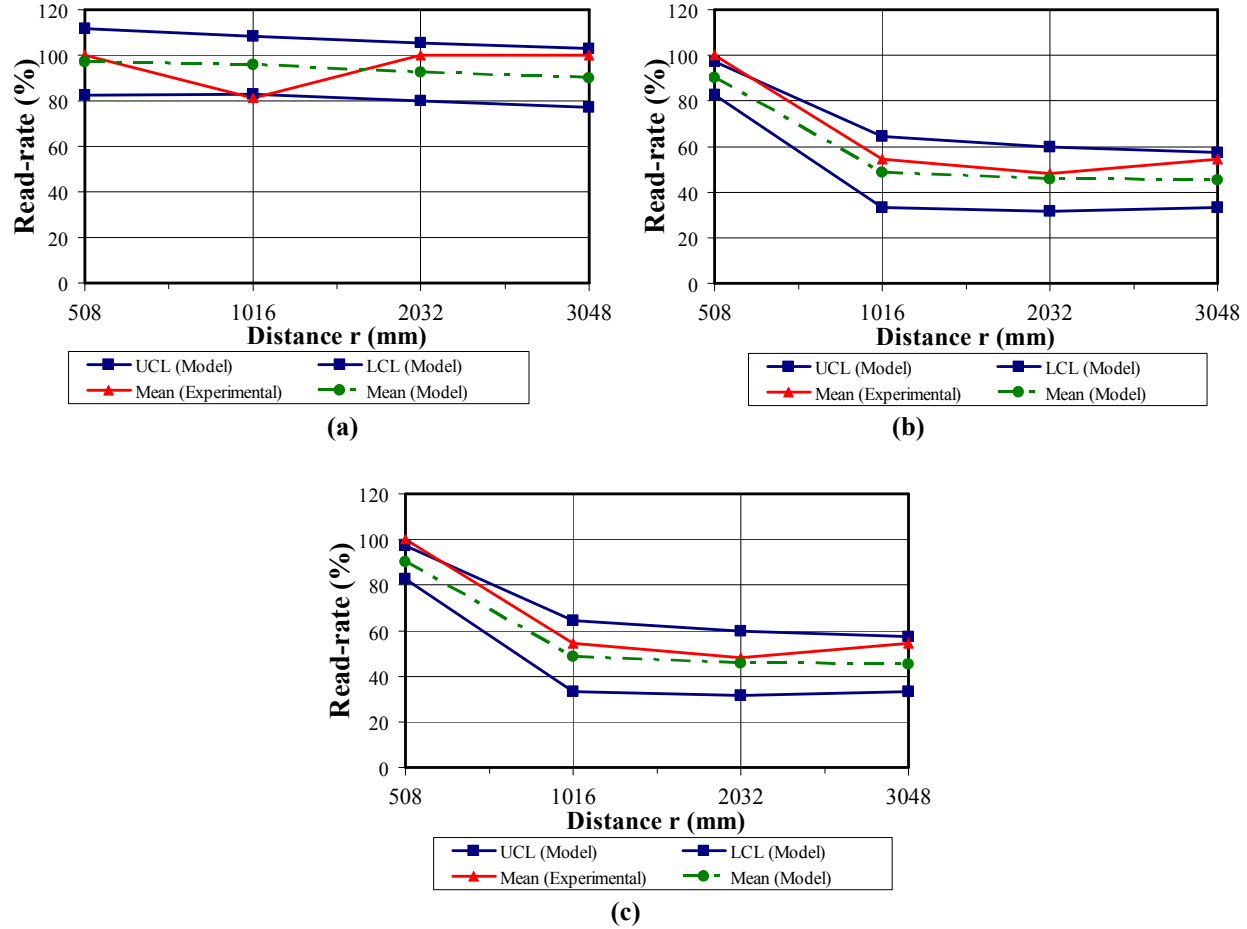 120
100
80
60
40
20
0
Read-rate (%)
508 1016 2032 3048
Distance r (mm)
UCL (Model) LCL (Model)
Mean (Experimental) Mean (Model)
(a)
120
100
80
60
40
20
0
Read-rate (%)
508 1016 2032 3048
Distance r (mm)
UCL (Model) LCL (Model)
Mean (Experimental) Mean (Model)
(b)
120
100
80
60
40
20
0
Read-rate (%)
508 1016 2032 3048
Distance r (mm)
UCL (Model) LCL (Model)
Mean (Experimental) Mean (Model)
(c)